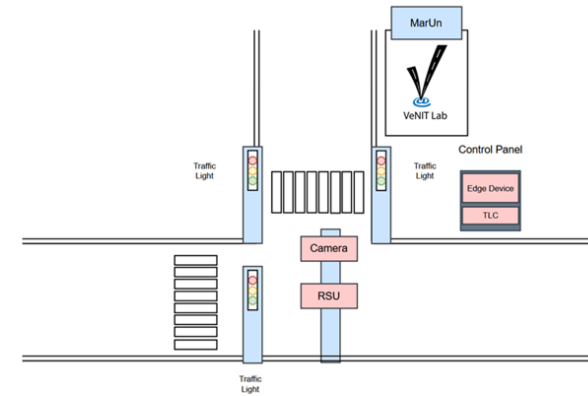 MarUn
VeNIT Lab
Control Panel
Traffic
Light
Traffic
Light
Edge Device
TLC
Camera
RSU
Traffic
Light